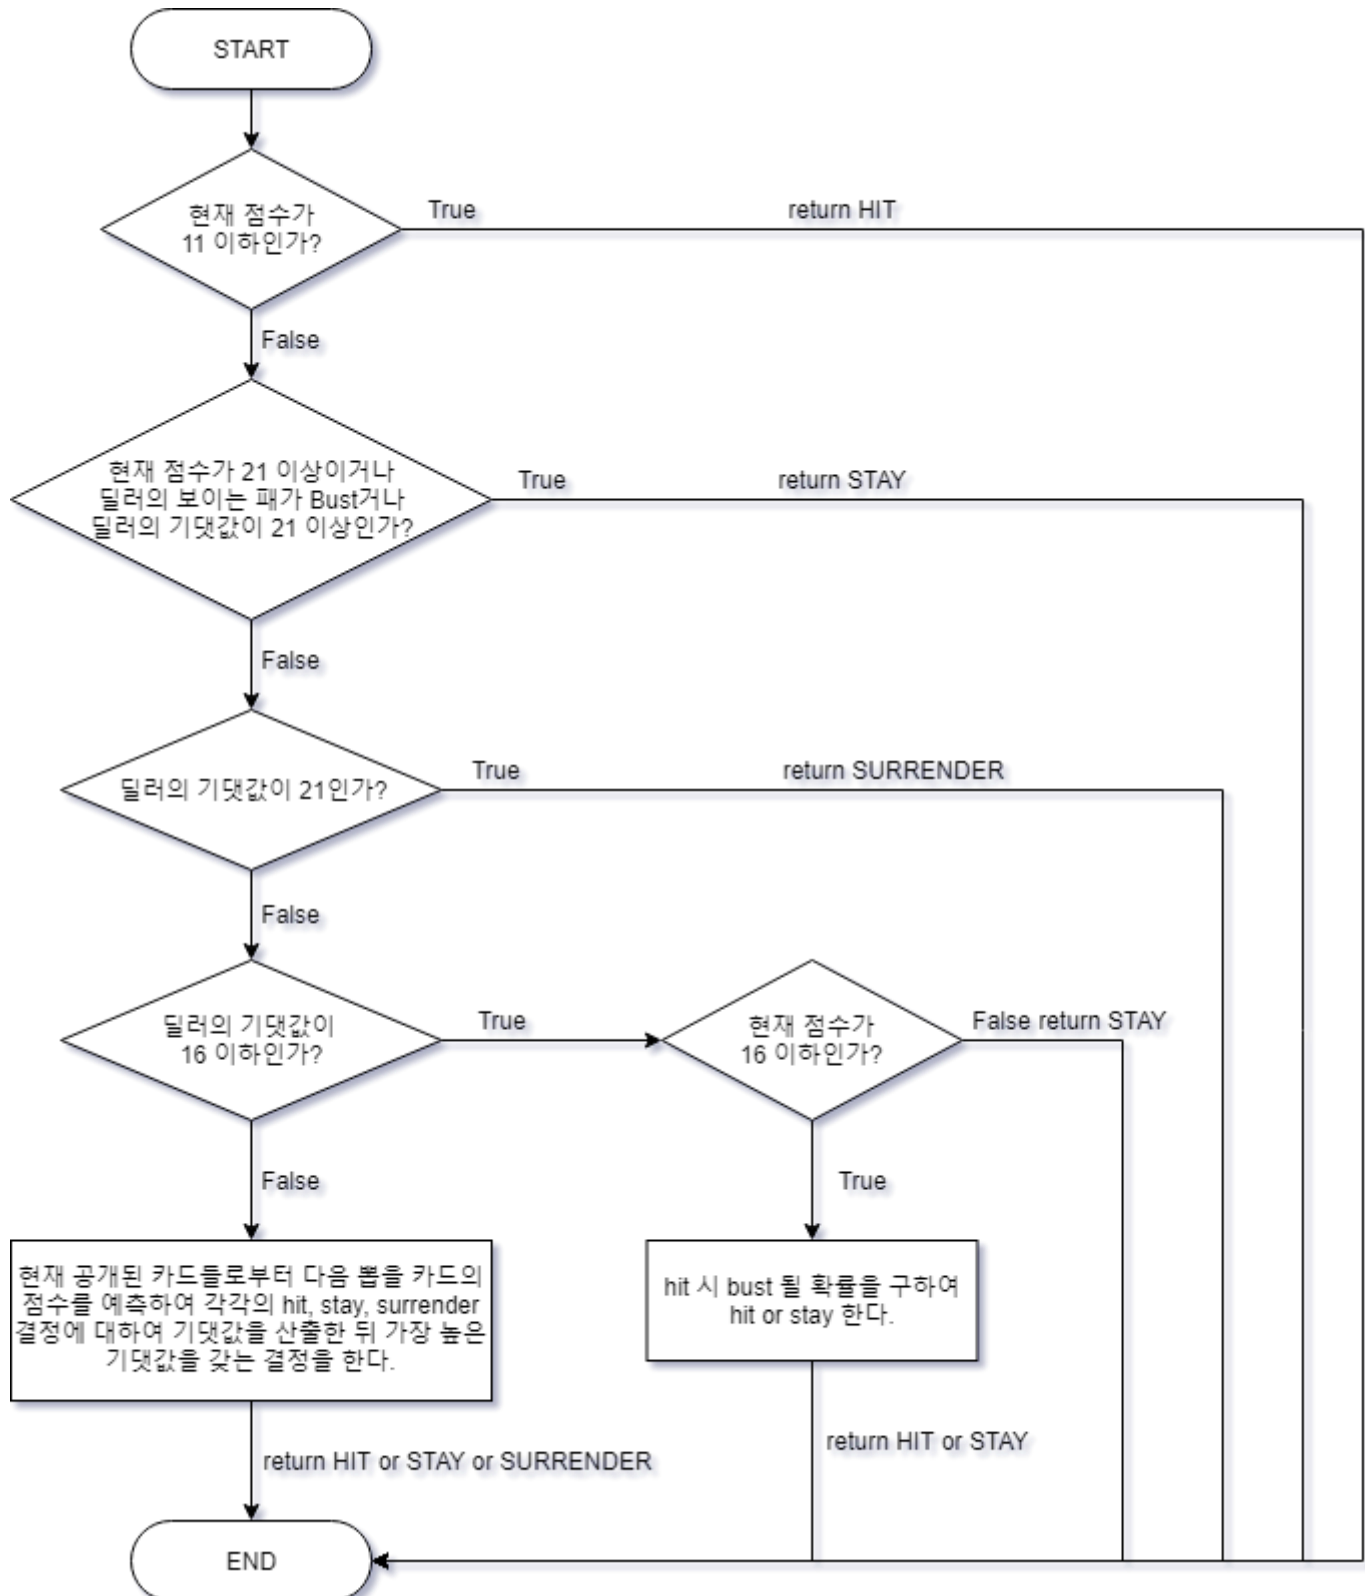 START
현재 점수가
11 이하인가?
True
return HIT
False
현재 점수가 21 이상이거나
딜러의 보이는 패가 Bust거나
딜러의 기댓값이 21 이상인가?
True
return STAY
False
딜러의 기댓값이 21인가?
True
return SURRENDER
False
딜러의 기댓값이
16 이하인가?
True
현재 점수가
16 이하인가?
False return STAY
False
True
현재 공개된 카드들로부터 다음 뽑을 카드의
점수를 예측하여 각각의 hit, stay, surrender
결정에 대하여 기댓값을 산출한 뒤 가장 높은
기댓값을 갖는 결정을 한다.
hit 시 bust 될 확률을 구하여
hit or stay 한다.
return HIT or STAY
return HIT or STAY or SURRENDER
END